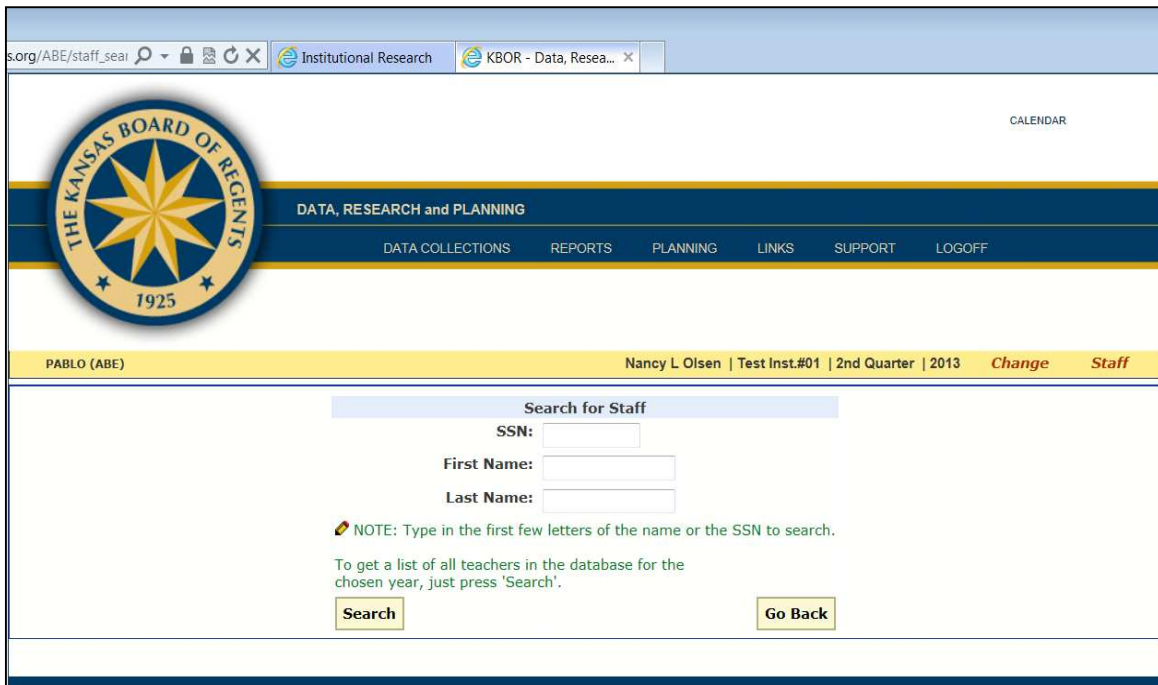 s.org/ABE/staff_sear
Institutional Research
KBOR - Data, Resea...
THE KANSAS BOARD OF REGENTS
1925
CALENDAR
DATA, RESEARCH and PLANNING
DATA COLLECTIONS REPORTS PLANNING LINKS SUPPORT LOGOFF
PABLO (ABE) Nancy L Olsen | Test Inst.#01 | 2nd Quarter | 2013 Change Staff
Search for Staff
SSN:
First Name:
Last Name:
NOTE: Type in the first few letters of the name or the SSN to search.
To get a list of all teachers in the database for the
chosen year, just press 'Search'.
Search Go Back